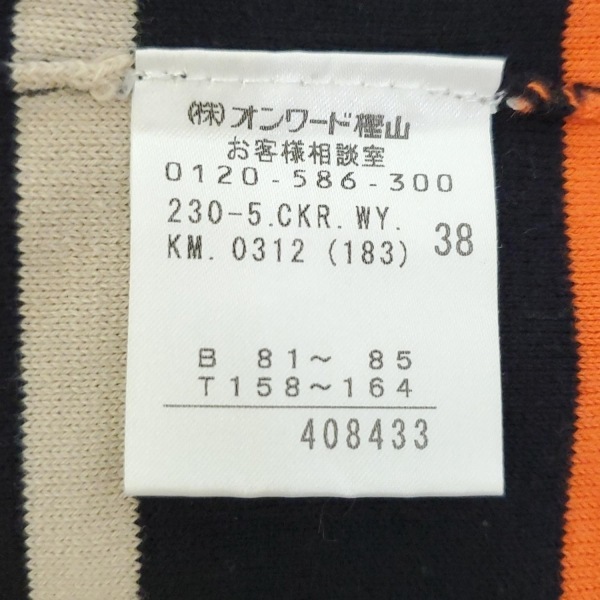 (株)オンワード樫山
お客様相談室
0120-586-300
230-5.CKR.WY.
KM. 0312 (183) 38
B 81～ 85
T158～164
408433